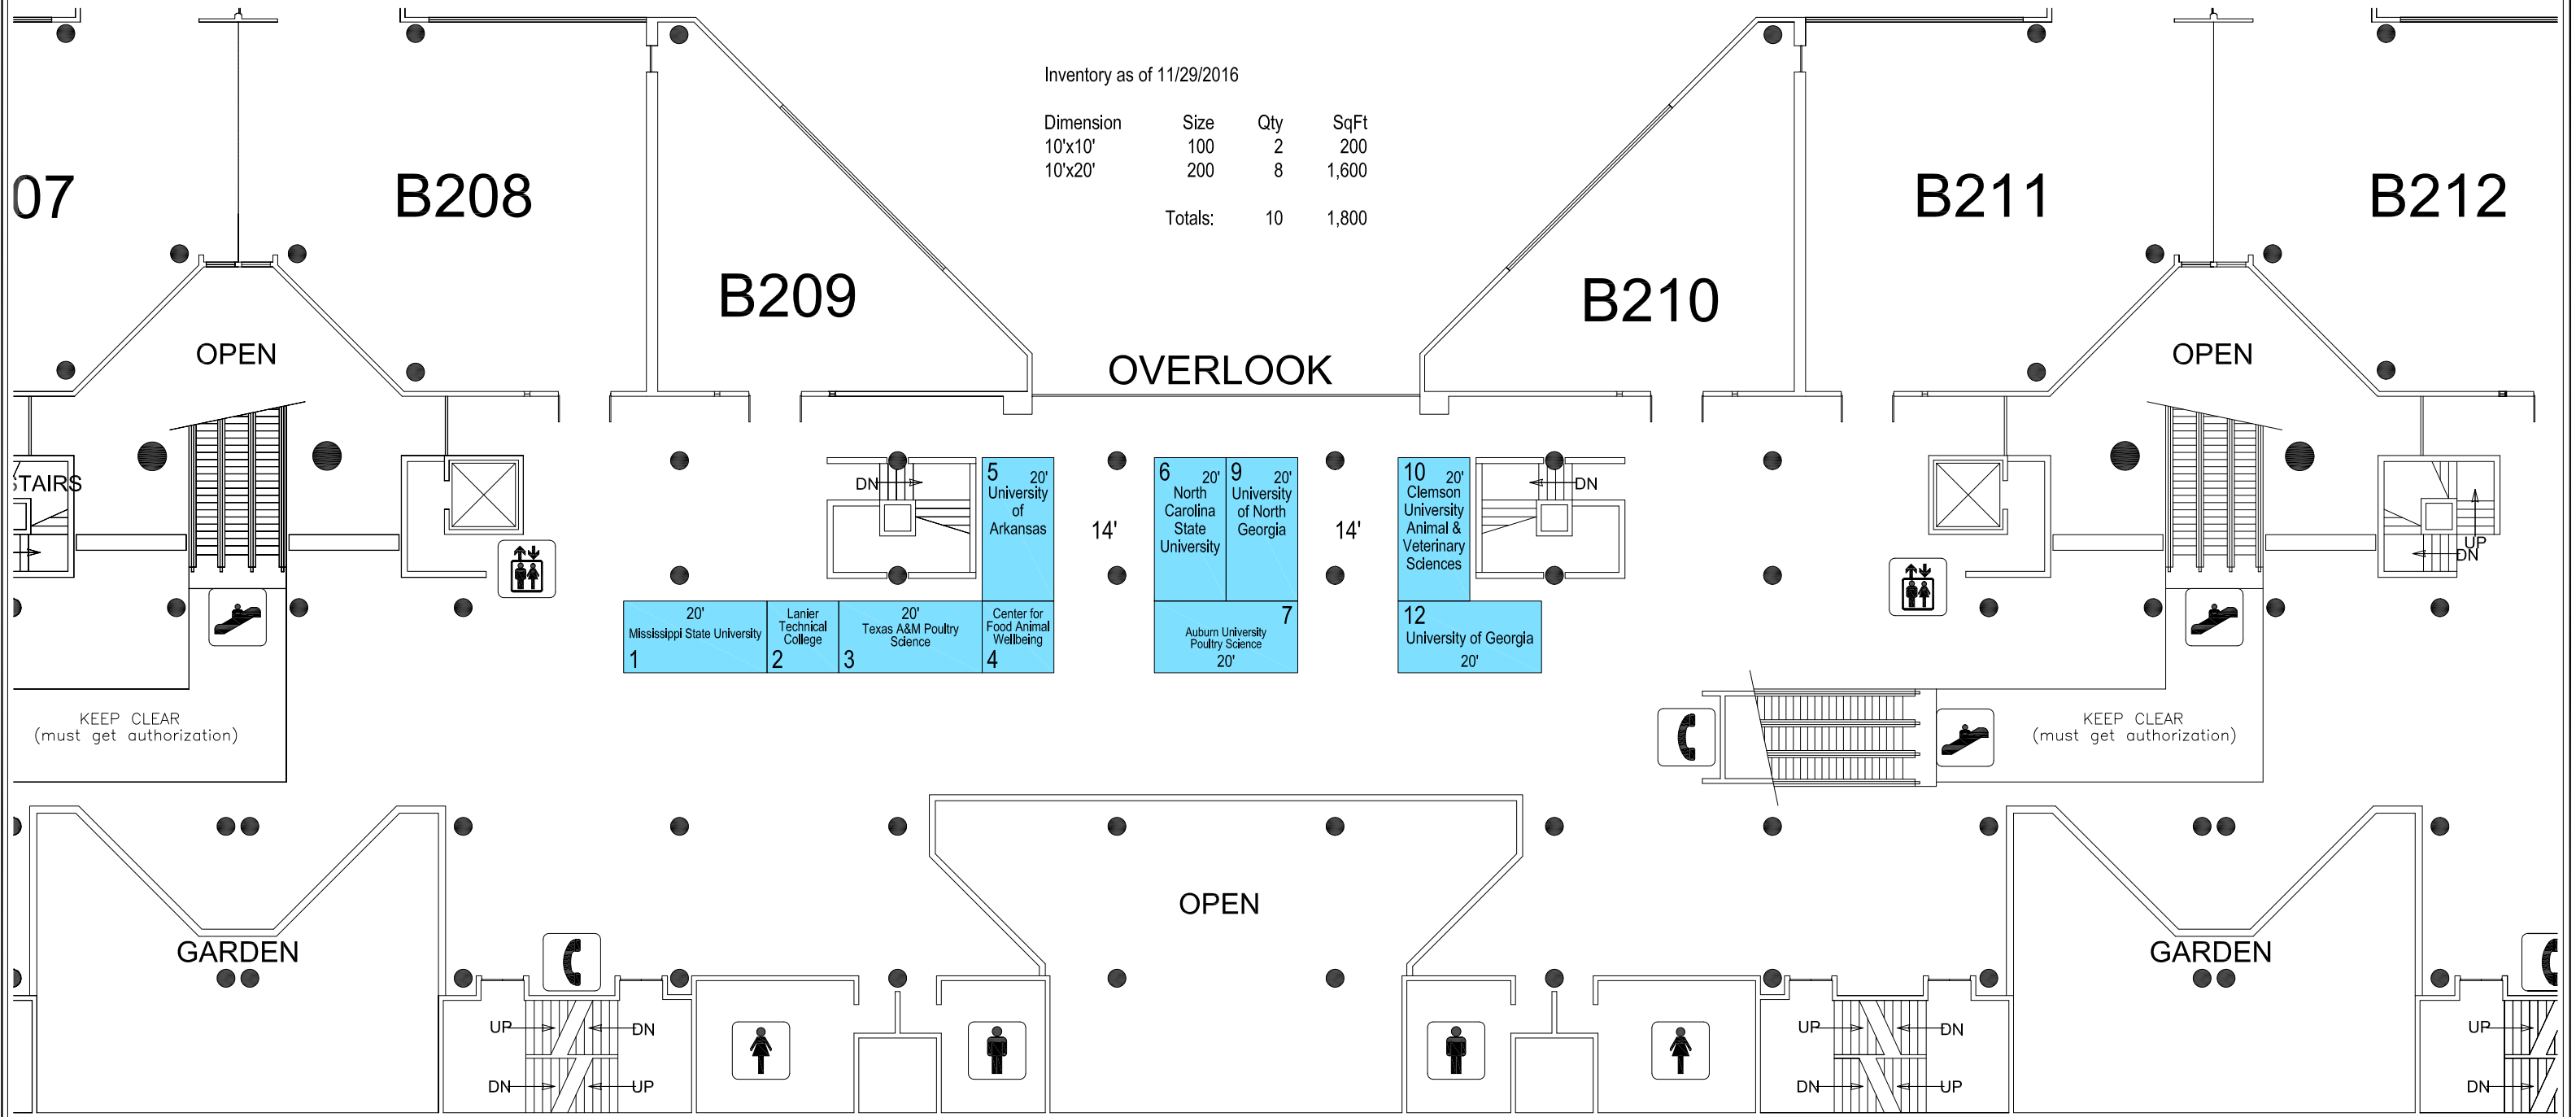 Inventory as of 11/29/2016
Dimension Size Qty SqFt
10'x10' 100 2 200
10'x20' 200 8 1,600
Totals: 10 1,800
07
B208
B209
B210
B211
B212
OPEN
OVERLOOK
OPEN
STAIRS
DN
5 20'
University
of
Arkansas
14'
6 20'
North
Carolina
State
University
9 20'
University
of North
Georgia
14'
10 20'
Clemson
University
Animal &
Veterinary
Sciences
DN
UP
DN
20'
Mississippi State University
1
Lanier
Technical
College
2
20'
Texas A&M Poultry
Science
3
Center for
Food Animal
Wellbeing
4
7
Auburn University
Poultry Science
20'
12
University of Georgia
20'
KEEP CLEAR
(must get authorization)
KEEP CLEAR
(must get authorization)
OPEN
GARDEN
GARDEN
UP DN
DN UP
UP DN
DN UP
UP
DN